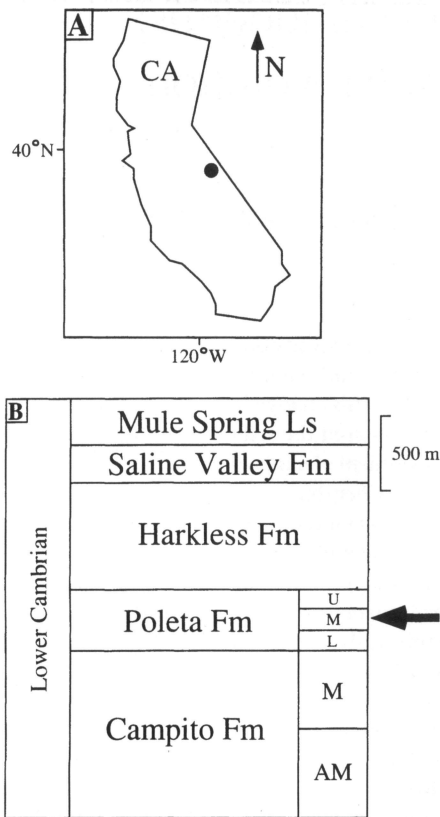 A
CA
N
40°N
120°W
B
Lower Cambrian
Mule Spring Ls
500 m
Saline Valley Fm
Harkless Fm
Poleta Fm
U
M
L
Campito Fm
M
AM